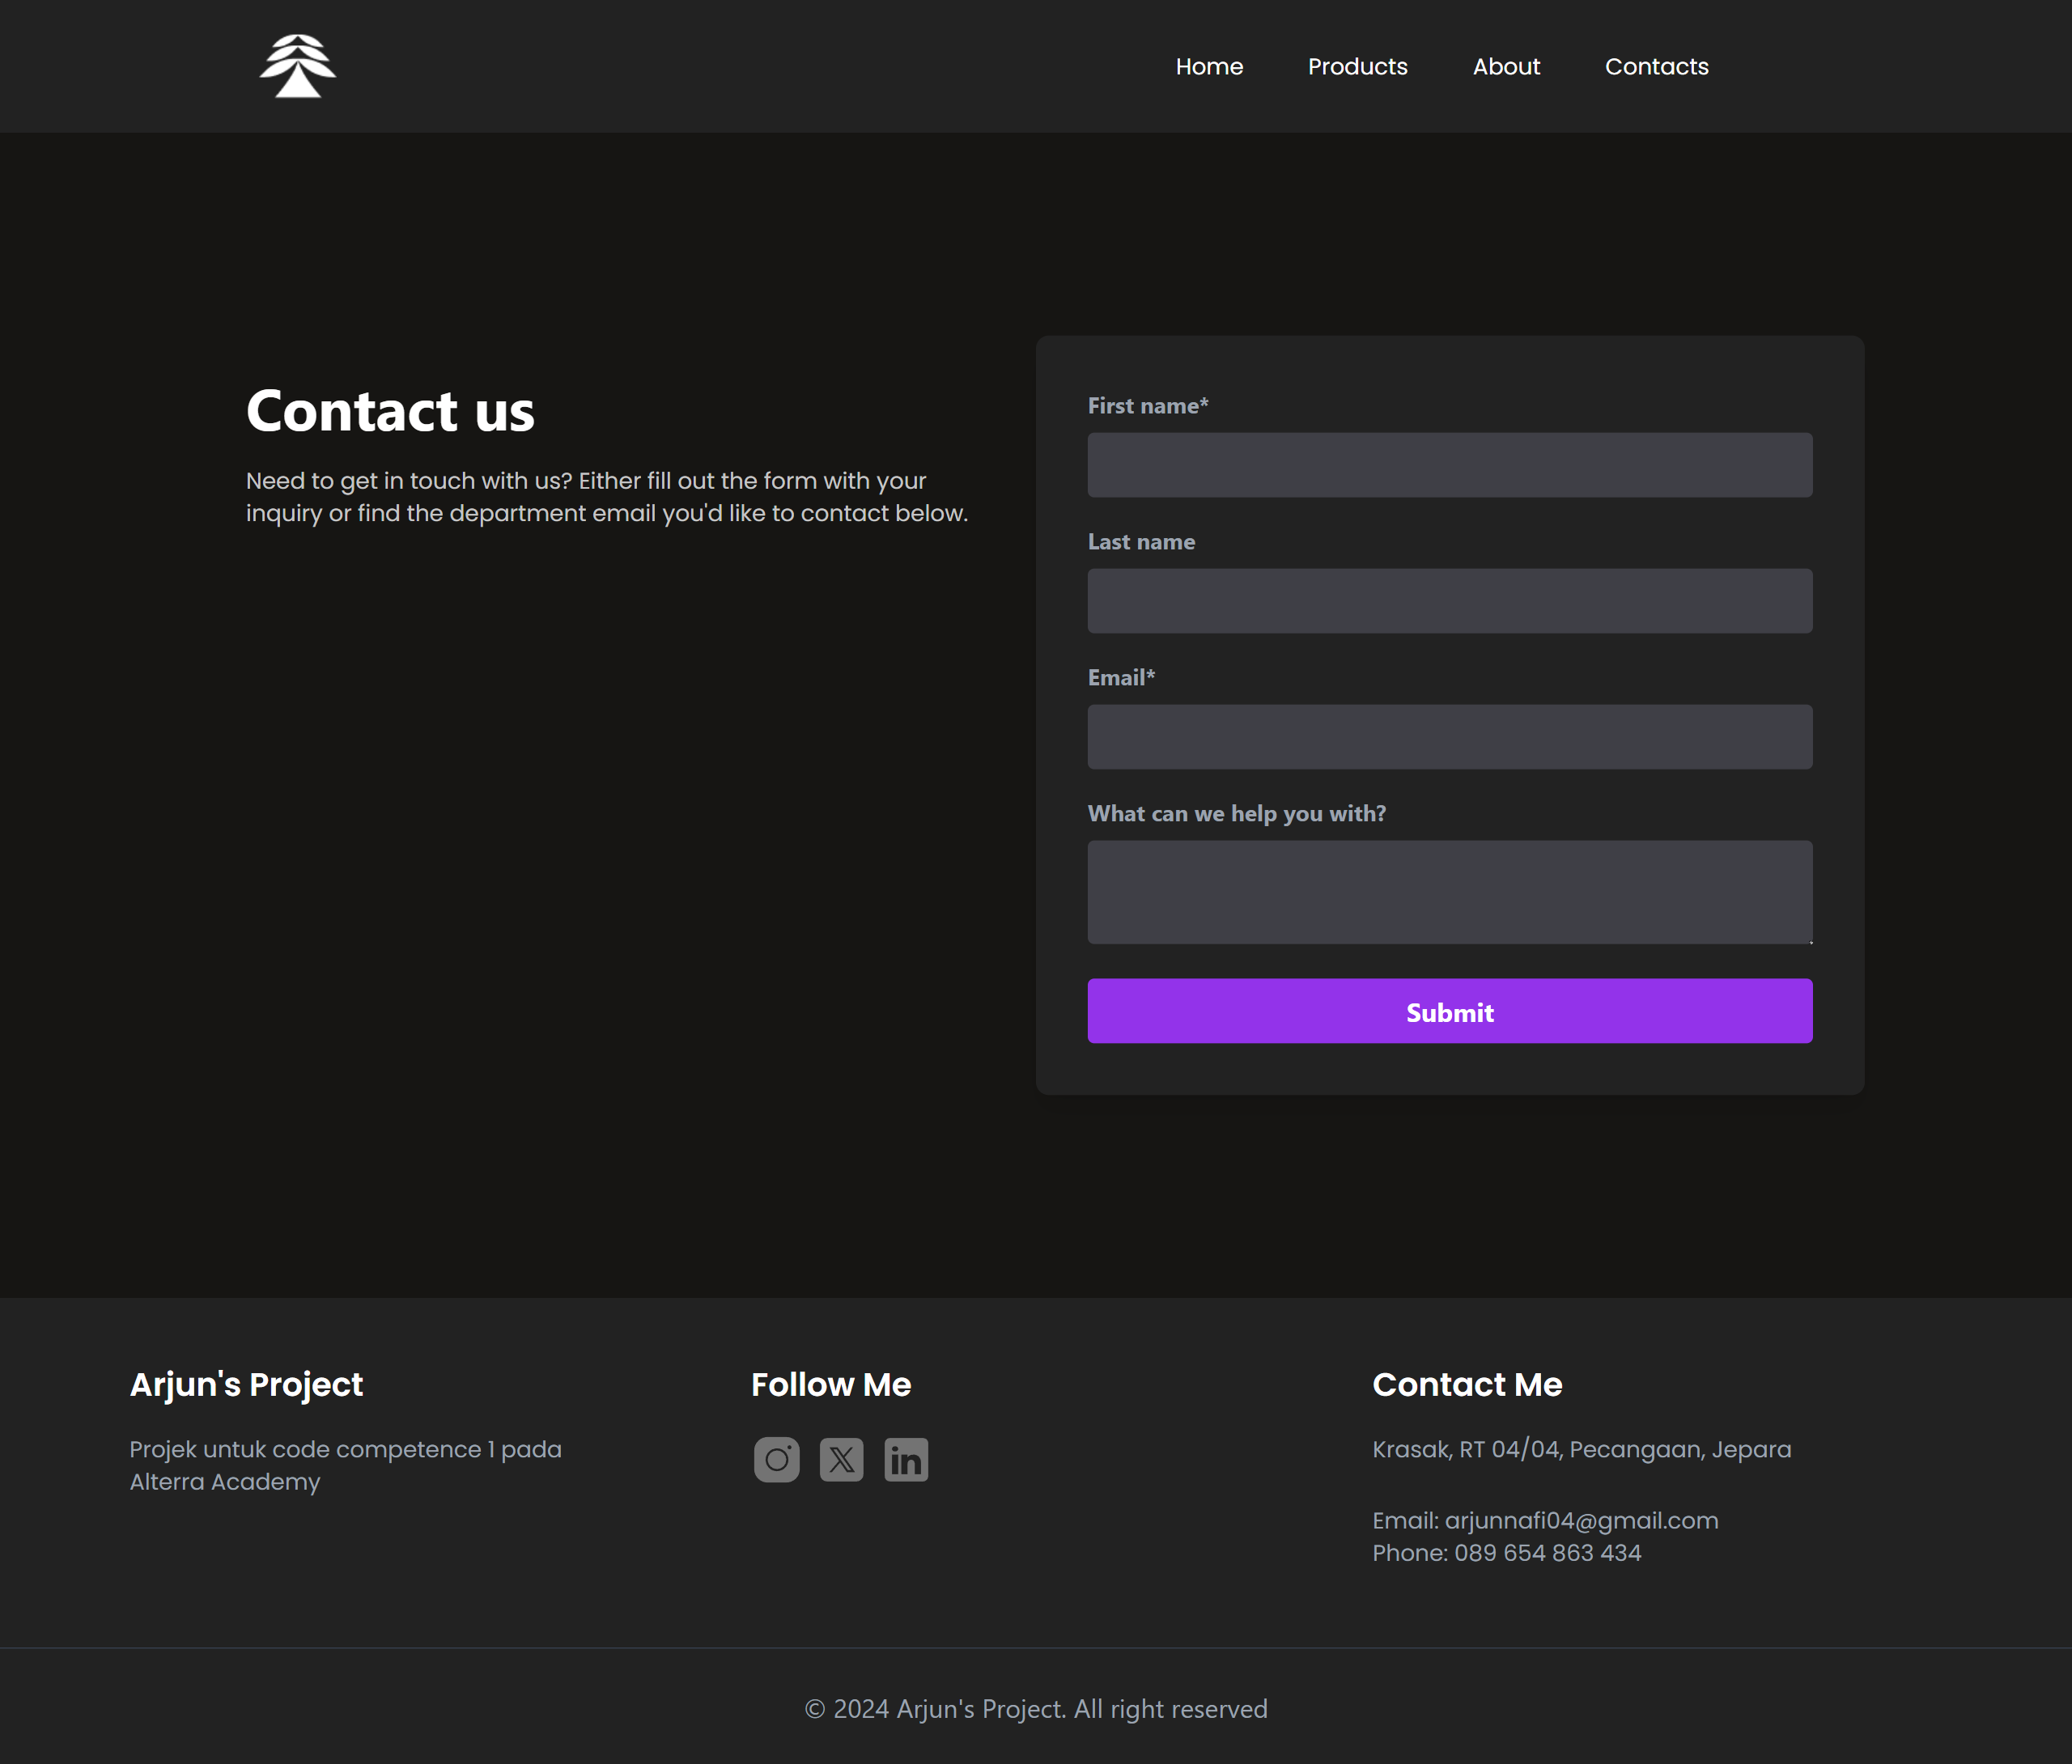 Home
Products
About
Contacts
Contact us
Need to get in touch with us? Either fill out the form with your
inquiry or find the department email you'd like to contact below.
First name*
Last name
Email*
What can we help you with?
Submit
Arjun's Project
Projek untuk code competence 1 pada
Alterra Academy
Follow Me
Contact Me
Krasak, RT 04/04, Pecangaan, Jepara
Email: arjunnafi04@gmail.com
Phone: 089 654 863 434
© 2024 Arjun's Project. All right reserved